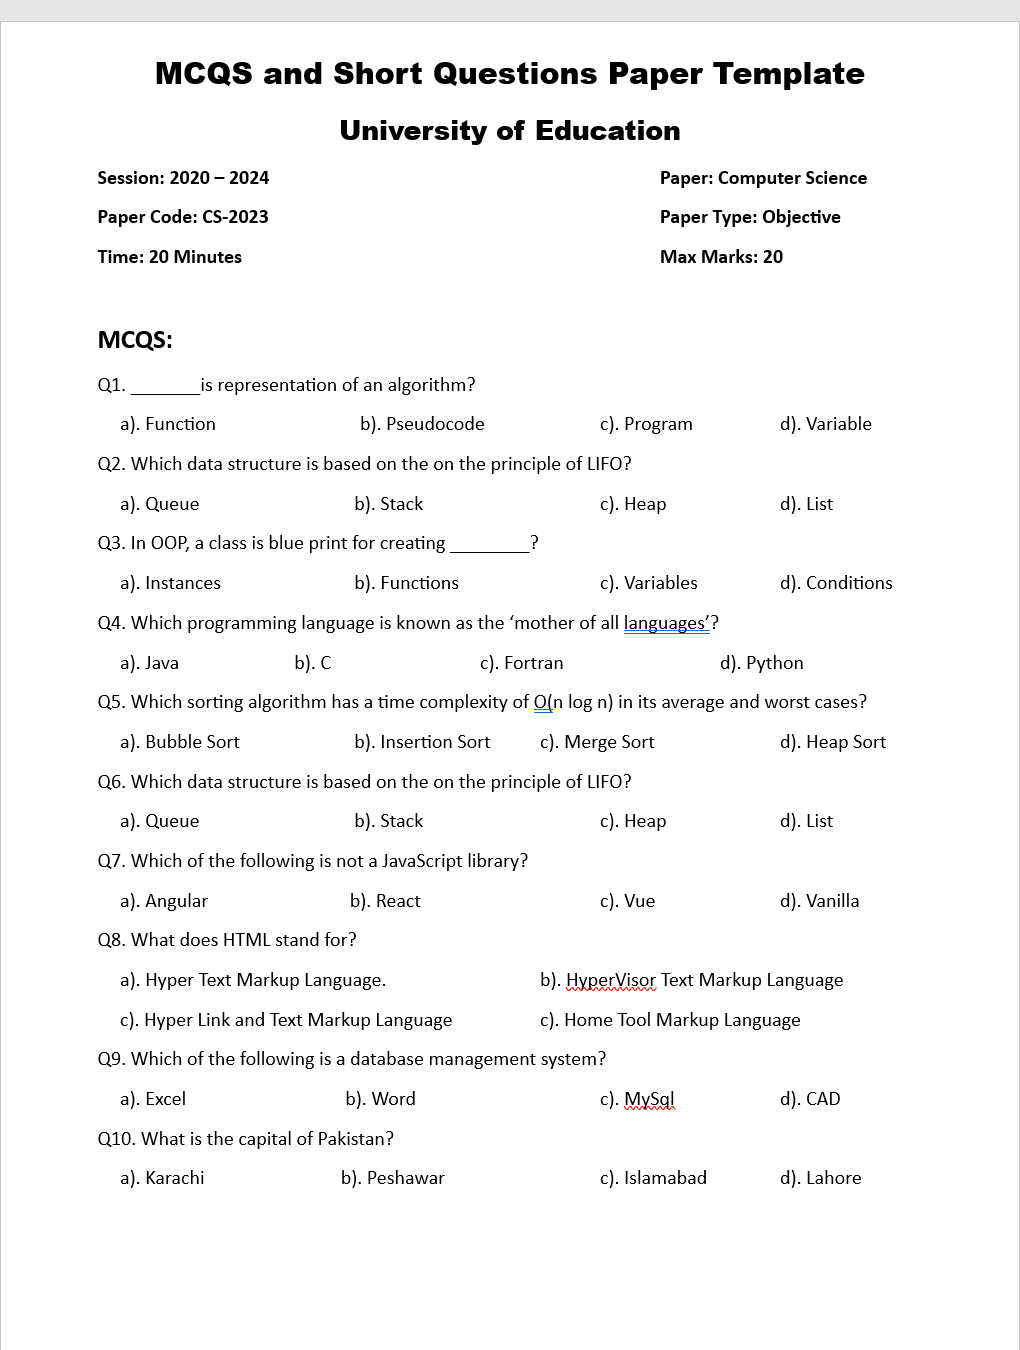 MCQS and Short Questions Paper Template
University of Education
Session: 2020 – 2024 Paper: Computer Science
Paper Code: CS-2023 Paper Type: Objective
Time: 20 Minutes Max Marks: 20
MCQS:
Q1. _______is representation of an algorithm?
a). Function b). Pseudocode c). Program d). Variable
Q2. Which data structure is based on the on the principle of LIFO?
a). Queue b). Stack c). Heap d). List
Q3. In OOP, a class is blue print for creating ________?
a). Instances b). Functions c). Variables d). Conditions
Q4. Which programming language is known as the ‘mother of all languages’?
a). Java b). C c). Fortran d). Python
Q5. Which sorting algorithm has a time complexity of O(n log n) in its average and worst cases?
a). Bubble Sort b). Insertion Sort c). Merge Sort d). Heap Sort
Q6. Which data structure is based on the on the principle of LIFO?
a). Queue b). Stack c). Heap d). List
Q7. Which of the following is not a JavaScript library?
a). Angular b). React c). Vue d). Vanilla
Q8. What does HTML stand for?
a). Hyper Text Markup Language. b). HyperVisor Text Markup Language
c). Hyper Link and Text Markup Language c). Home Tool Markup Language
Q9. Which of the following is a database management system?
a). Excel b). Word c). MySql d). CAD
Q10. What is the capital of Pakistan?
a). Karachi b). Peshawar c). Islamabad d). Lahore